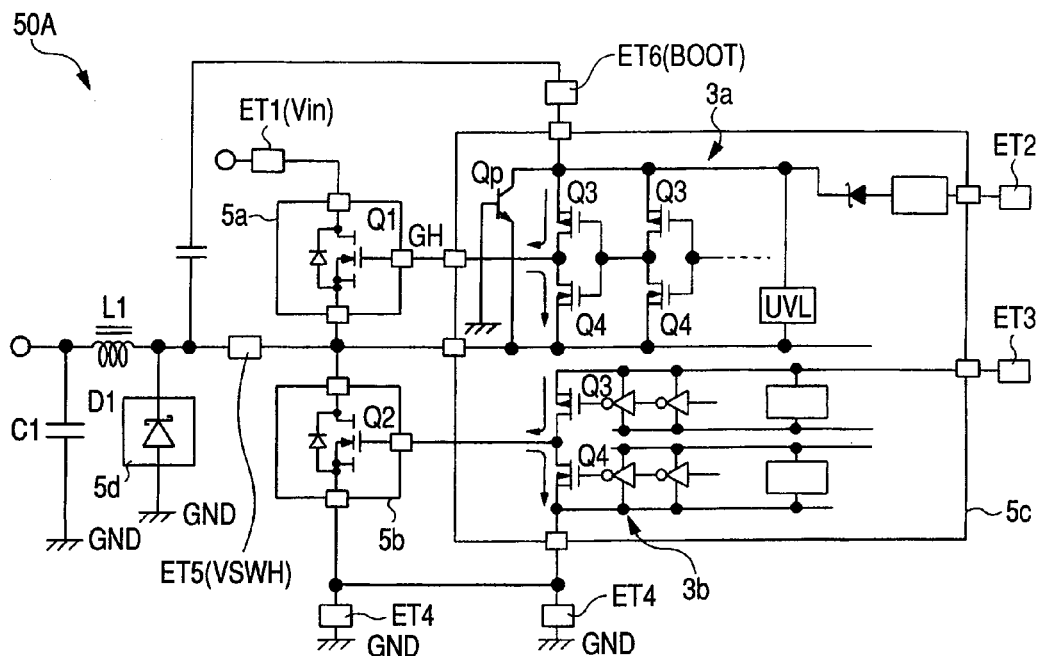 50A
ET6(BOOT)
3a
ET1(Vin)
ET2
Qp
Q3
Q3
5a
Q1
GH
Q4
Q4
UVL
L1
ET3
D1
Q3
C1
Q2
Q4
5d
GND
5b
5c
GND
ET5(VSWH)
3b
ET4
GND
ET4
GND